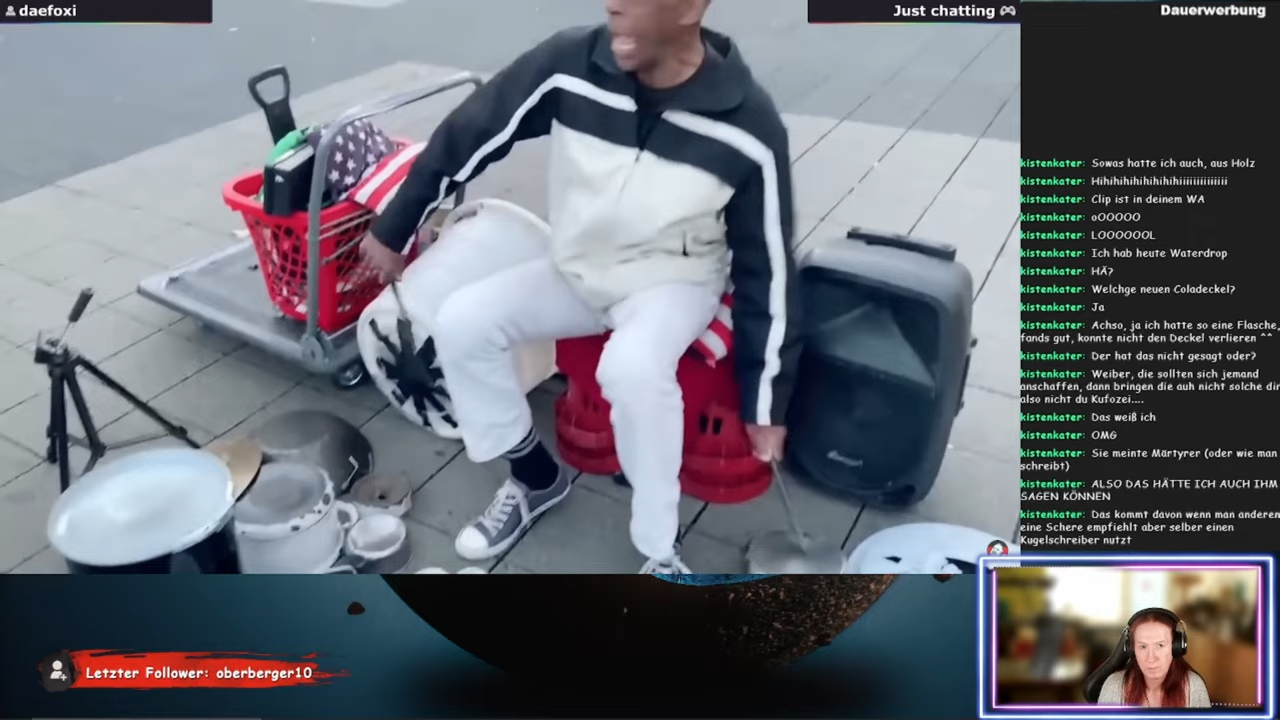 daefoxi
Just chatting
Dauerwerbung
kistenkater: Sowas hatte ich auch, aus Holz
kistenkater: Hihihihihihihihihiiiiiiiiiiiiii
kistenkater: Clip ist in deinem WA
kistenkater: oOOOOO
kistenkater: LOOOOOOL
kistenkater: Ich hab heute Waterdrop
kistenkater: HÄ?
kistenkater: Welchge neuen Coladeckel?
kistenkater: Ja
kistenkater: Achso, ja ich hatte so eine Flasche,
fands gut, konnte nicht den Deckel verlieren ^^
kistenkater: Der hat das nicht gesagt oder?
kistenkater: Weiber, die sollten sich jemand
anschaffen, dann bringen die auh nicht solche
also nicht du Kufozei....
kistenkater: Das weiß ich
kistenkater: OMG
kistenkater: Sie meinte Märtyrer (oder wie man
schreibt)
kistenkater: ALSO DAS HÄTTE ICH AUCH IHM
SAGEN KÖNNEN
kistenkater: Das kommt davon wenn man anderen
eine Schere empfiehlt aber selber einen
Kugelschreiber nutzt
Letzter Follower: oberberger10